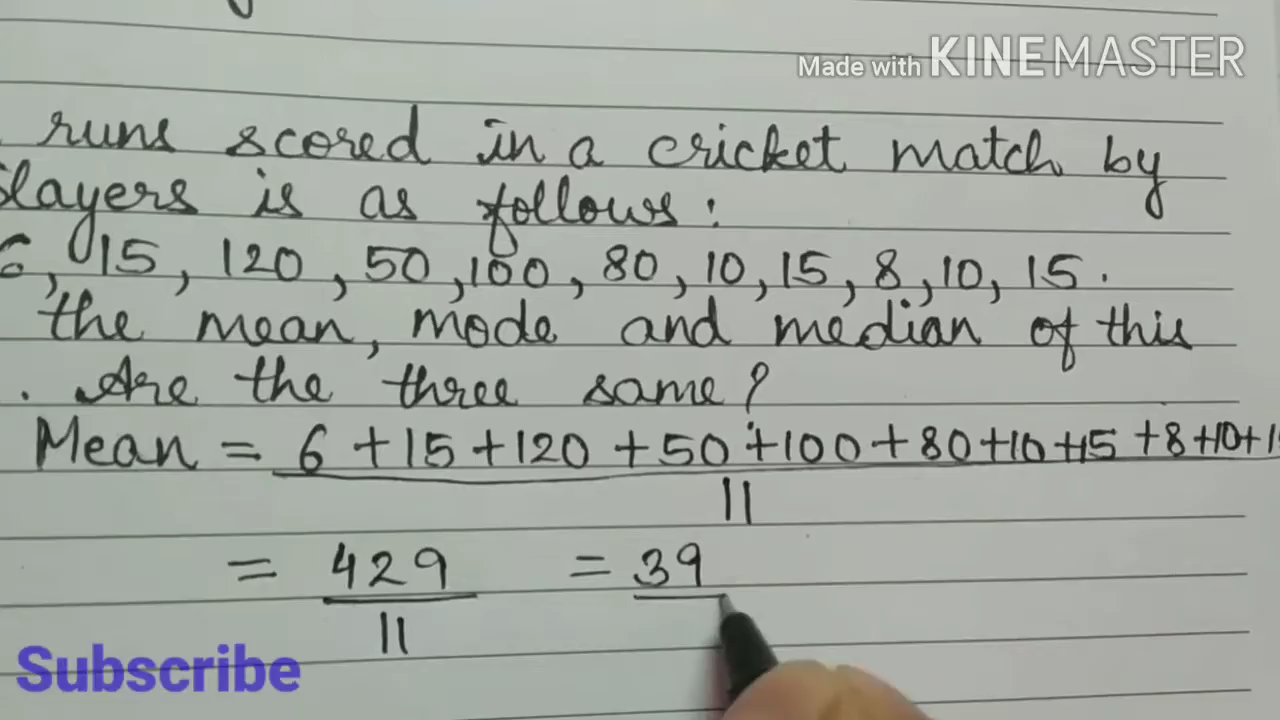 Made with KINEMASTER
runs scored in a cricket match by
layers is as follows:
6, 15, 120, 50, 100, 80, 10, 15, 8, 10, 15.
the mean, mode and median of this
. Are the three same?
Mean = 6 + 15 + 120 + 50 + 100 + 80 + 10 + 15 + 8 + 10 + 1
11
= 429 = 39
11
Subscribe